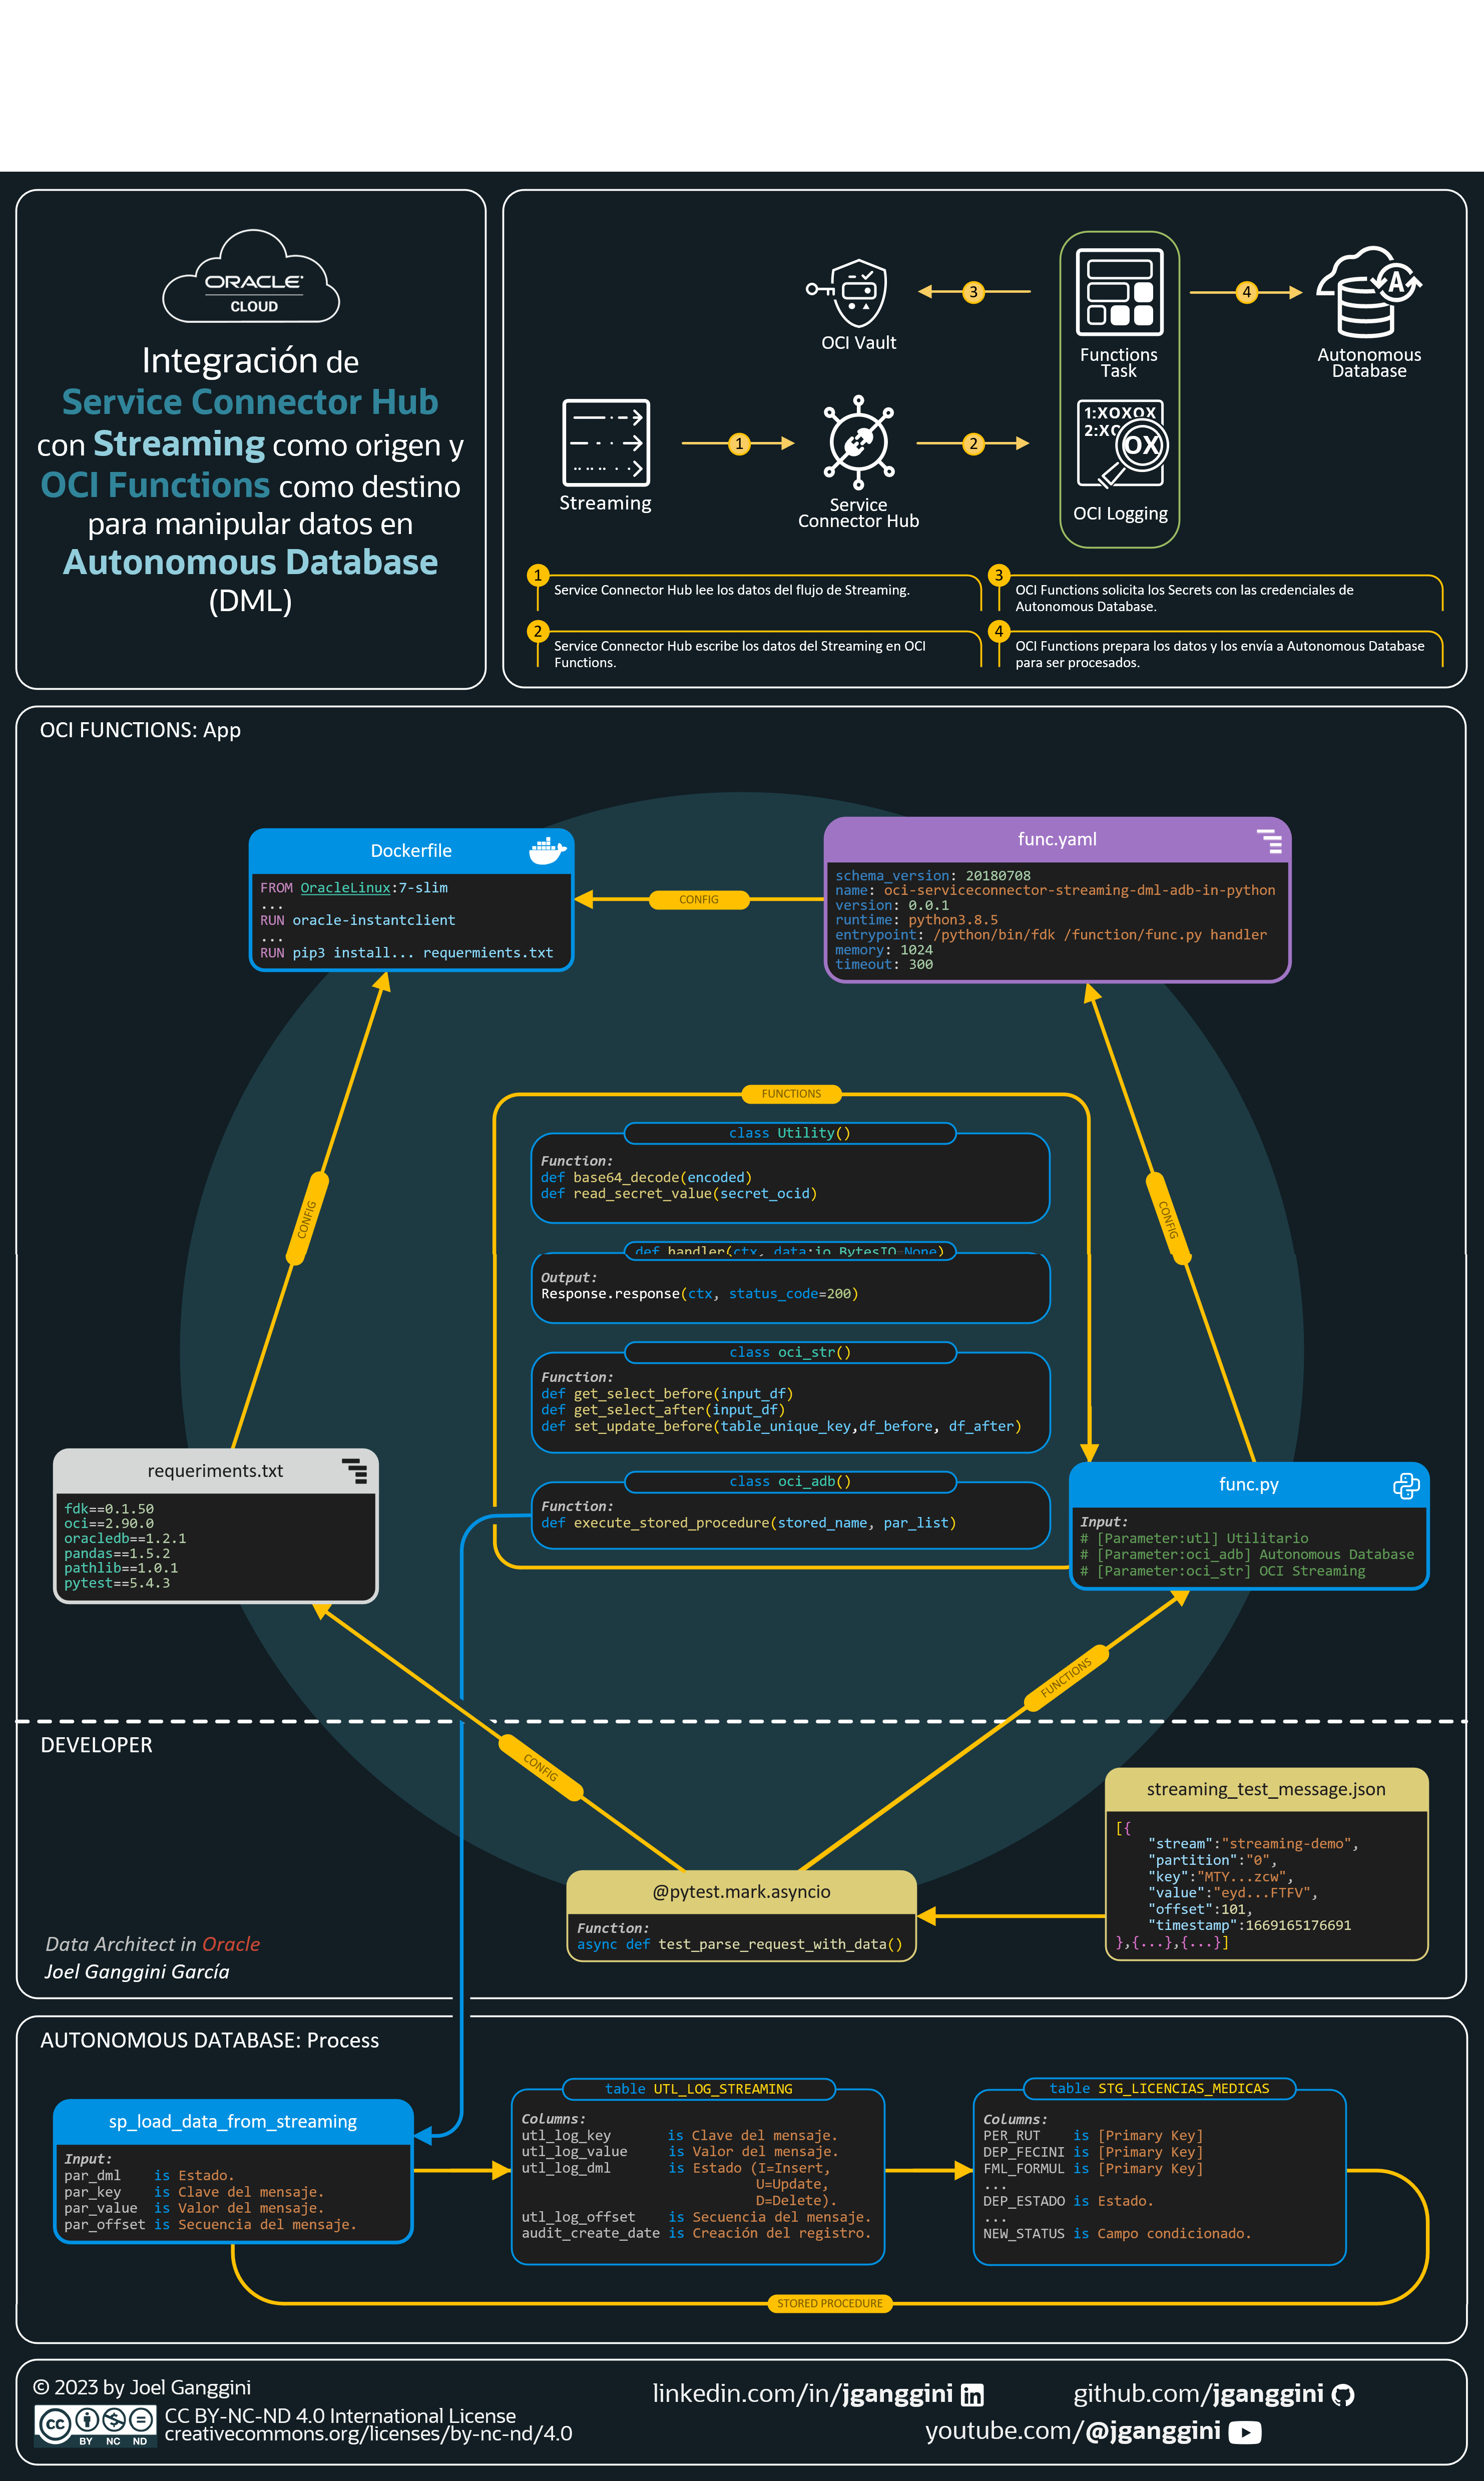 ORACLE
CLOUD
Integración de
Service Connector Hub
con Streaming como origen y
OCI Functions como destino
para manipular datos en
Autonomous Database
(DML)
OCI Vault
3
Functions
Task
4
Autonomous
Database
Streaming
1
Service
Connector Hub
2
1:XOXOX
2:XO
OX
OCI Logging
1
Service Connector Hub lee los datos del flujo de Streaming.
2
Service Connector Hub escribe los datos del Streaming en OCI
Functions.
3
OCI Functions solicita los Secrets con las credenciales de
Autonomous Database.
4
OCI Functions prepara los datos y los envía a Autonomous Database
para ser procesados.
OCI FUNCTIONS: App
Dockerfile
FROM OracleLinux:7-slim
...
RUN oracle-instantclient
...
RUN pip3 install... requermients.txt
CONFIG
func.yaml
schema_version: 20180708
name: oci-serviceconnector-streaming-dml-adb-in-python
version: 0.0.1
runtime: python3.8.5
entrypoint: /python/bin/fdk /function/func.py handler
memory: 1024
timeout: 300
CONFIG
CONFIG
FUNCTIONS
class Utility()
Function:
def base64_decode(encoded)
def read_secret_value(secret_ocid)
def handler(ctx, data:io.BytesIO=None)
Output:
Response.response(ctx, status_code=200)
class oci_str()
Function:
def get_select_before(input_df)
def get_select_after(input_df)
def set_update_before(table_unique_key,df_before, df_after)
class oci_adb()
Function:
def execute_stored_procedure(stored_name, par_list)
requeriments.txt
fdk==0.1.50
oci==2.90.0
oracledb==1.2.1
pandas==1.5.2
pathlib==1.0.1
pytest==5.4.3
func.py
Input:
# [Parameter:utl] Utilitario
# [Parameter:oci_adb] Autonomous Database
# [Parameter:oci_str] OCI Streaming
FUNCTIONS
CONFIG
DEVELOPER
streaming_test_message.json
[{
"stream":"streaming-demo",
"partition":"0",
"key":"MTY...zcw",
"value":"eyd...FTFV",
"offset":101,
"timestamp":1669165176691
},{...},{...}]
@pytest.mark.asyncio
Function:
async def test_parse_request_with_data()
Data Architect in Oracle
Joel Ganggini García
AUTONOMOUS DATABASE: Process
sp_load_data_from_streaming
Input:
par_dml is Estado.
par_key is Clave del mensaje.
par_value is Valor del mensaje.
par_offset is Secuencia del mensaje.
table UTL_LOG_STREAMING
Columns:
utl_log_key is Clave del mensaje.
utl_log_value is Valor del mensaje.
utl_log_dml is Estado (I=Insert,
U=Update,
D=Delete).
utl_log_offset is Secuencia del mensaje.
audit_create_date is Creación del registro.
table STG_LICENCIAS_MEDICAS
Columns:
PER_RUT is [Primary Key]
DEP_FECINI is [Primary Key]
FML_FORMUL is [Primary Key]
...
DEP_ESTADO is Estado.
...
NEW_STATUS is Campo condicionado.
STORED PROCEDURE
© 2023 by Joel Ganggini
cc BY NC ND
CC BY-NC-ND 4.0 International License
creativecommons.org/licenses/by-nc-nd/4.0
linkedin.com/in/jganggini in
github.com/jganggini
youtube.com/@jganggini